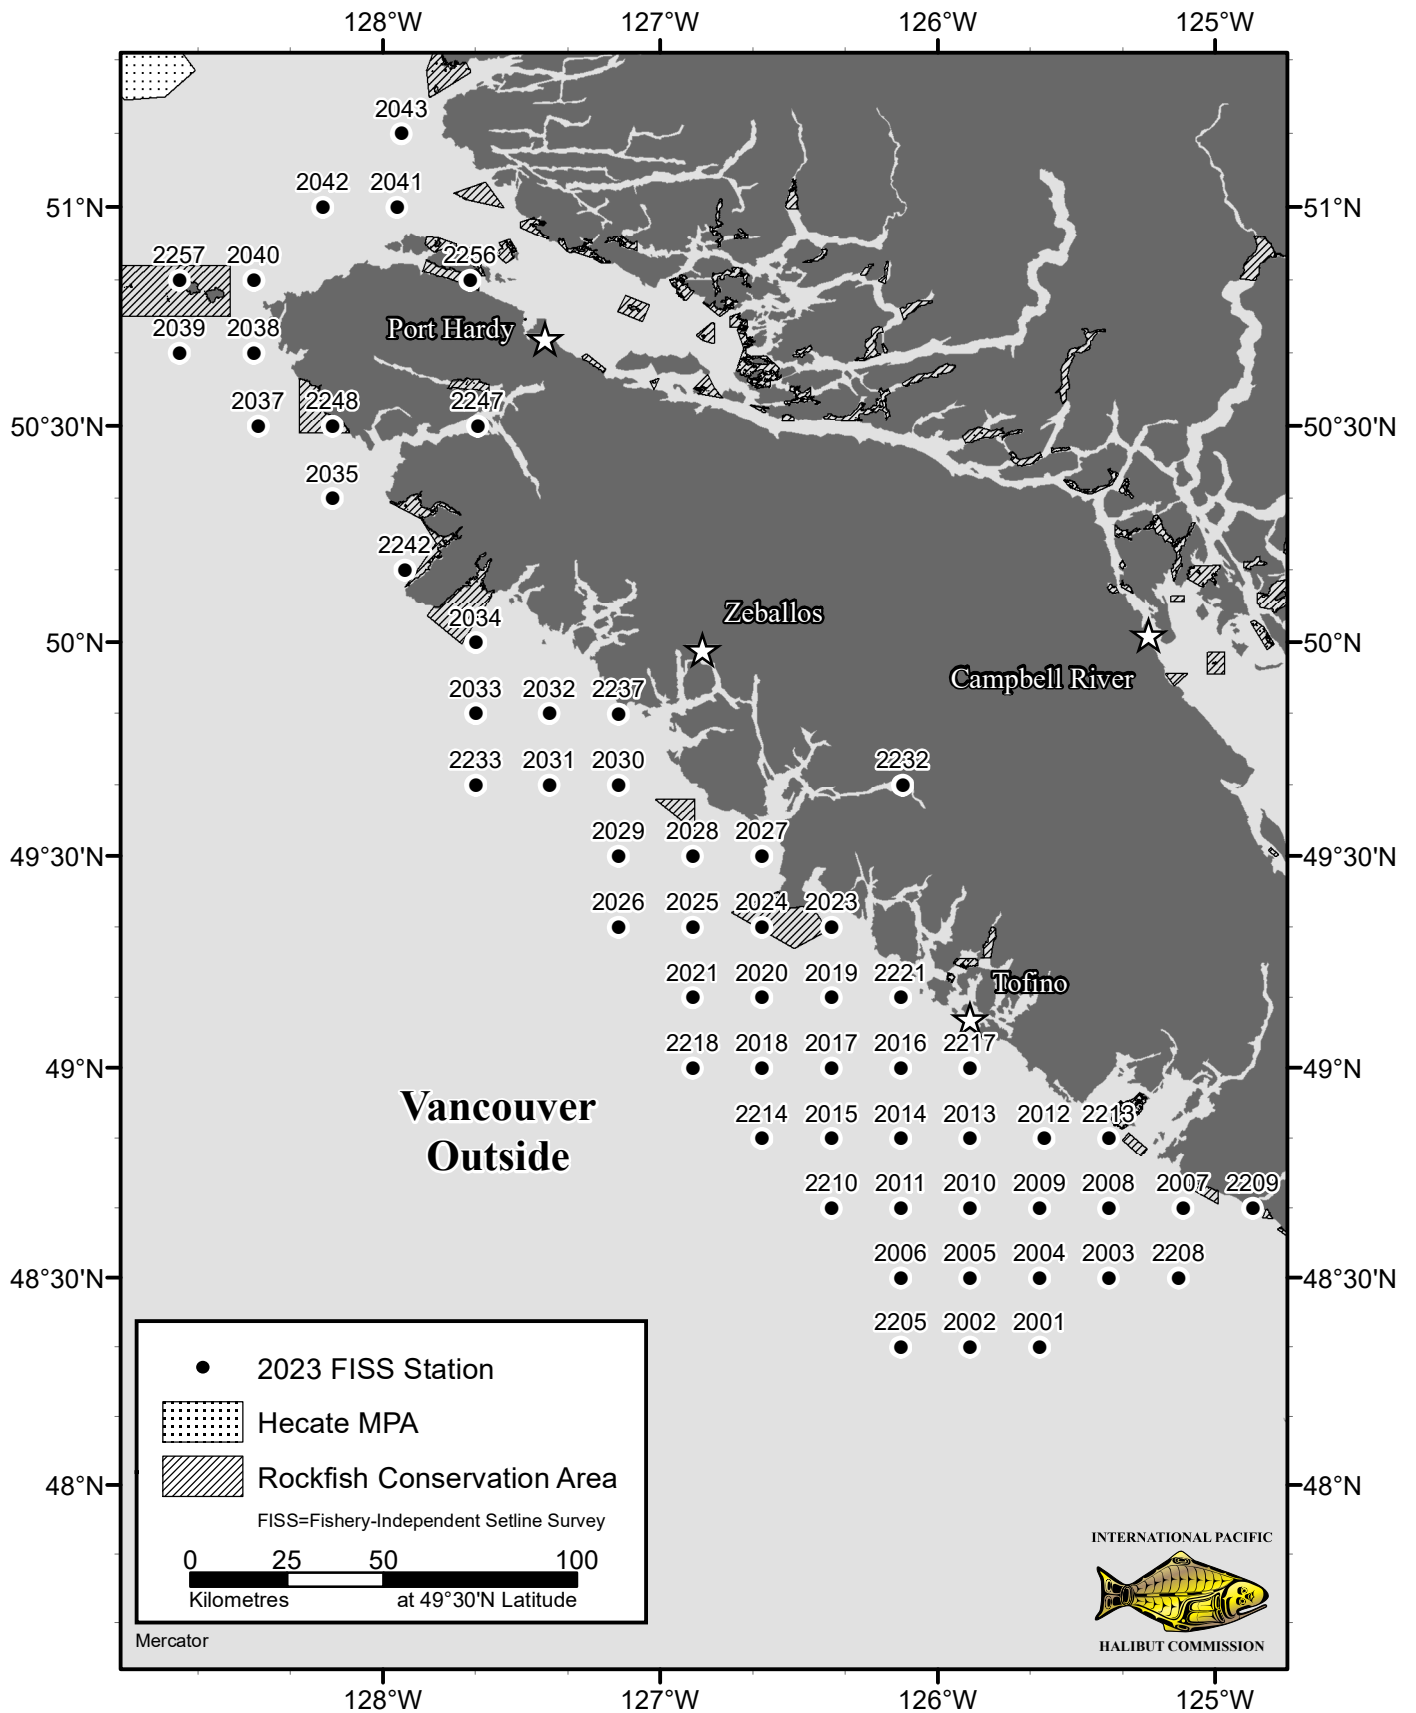 128°W 127°W 126°W 125°W
2043
2042 2041
51°N 51°N
2257 2040 2256
2039 2038 Port Hardy
2037 2248 2247
50°30'N 50°30'N
2035
2242
Zeballos
2034
50°N 50°N
Campbell River
2033 2032 2237
2233 2031 2030 2232
2029 2028 2027
49°30'N 49°30'N
2026 2025 2024 2023
2021 2020 2019 2221 Tofino
2218 2018 2017 2016 2217
49°N 49°N
Vancouver
Outside
2214 2015 2014 2013 2012 2213
2210 2011 2010 2009 2008 2007 2209
2006 2005 2004 2003 2208
48°30'N 48°30'N
2205 2002 2001
2023 FISS Station
Hecate MPA
Rockfish Conservation Area
48°N 48°N
FISS=Fishery-Independent Setline Survey
0 25 50 100
Kilometres at 49°30'N Latitude
Mercator
INTERNATIONAL PACIFIC
HALIBUT COMMISSION
128°W 127°W 126°W 125°W